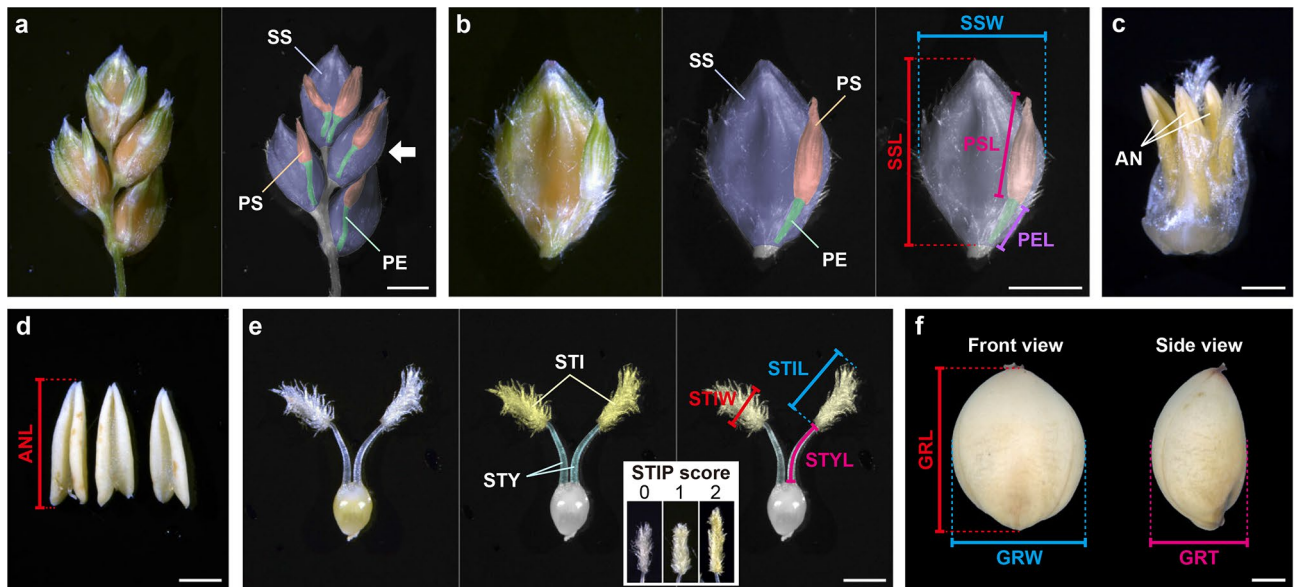 a
SS
PS
PE
b
SS
PS
PE
SSW
SSL
PSL
PEL
c
AN
d
ANL
e
STI
STY
STIW
STIL
STYL
STIP score
0 1 2
f
Front view
Side view
GRL
GRW
GRT